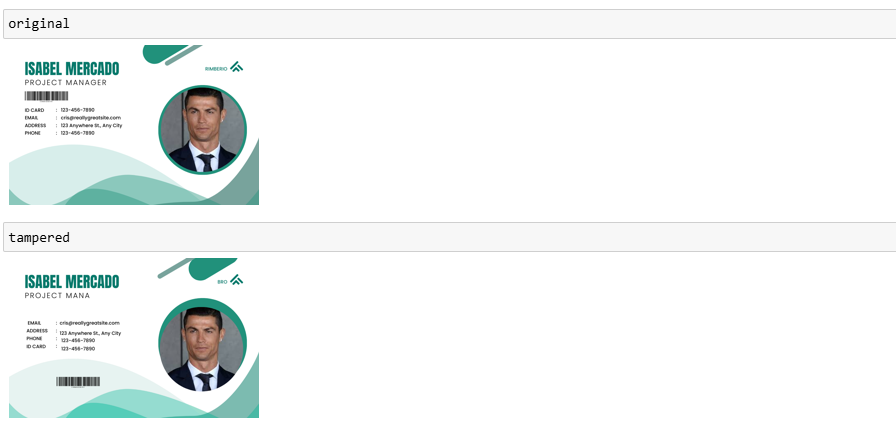 original
ISABEL MERCADO
PROJECT MANAGER
RIMBERIO
ID CARD : 123-456-7890
EMAIL : cris@reallygreatsite.com
ADDRESS : 123 Anywhere St., Any City
PHONE : 123-456-7890
tampered
ISABEL MERCADO
PROJECT MANA
BRO
EMAIL : cris@reallygreatsite.com
ADDRESS : 123 Anywhere St., Any City
PHONE : 123-456-7890
ID CARD : 123-456-7890